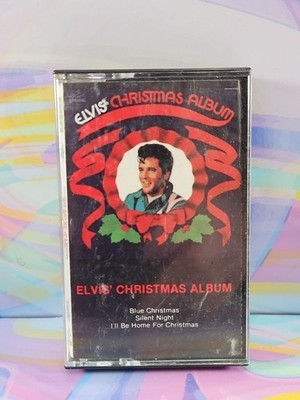 ELVIS' CHRISTMAS ALBUM
ELVIS' CHRISTMAS ALBUM
Blue Christmas
Silent Night
I'll Be Home For Christmas